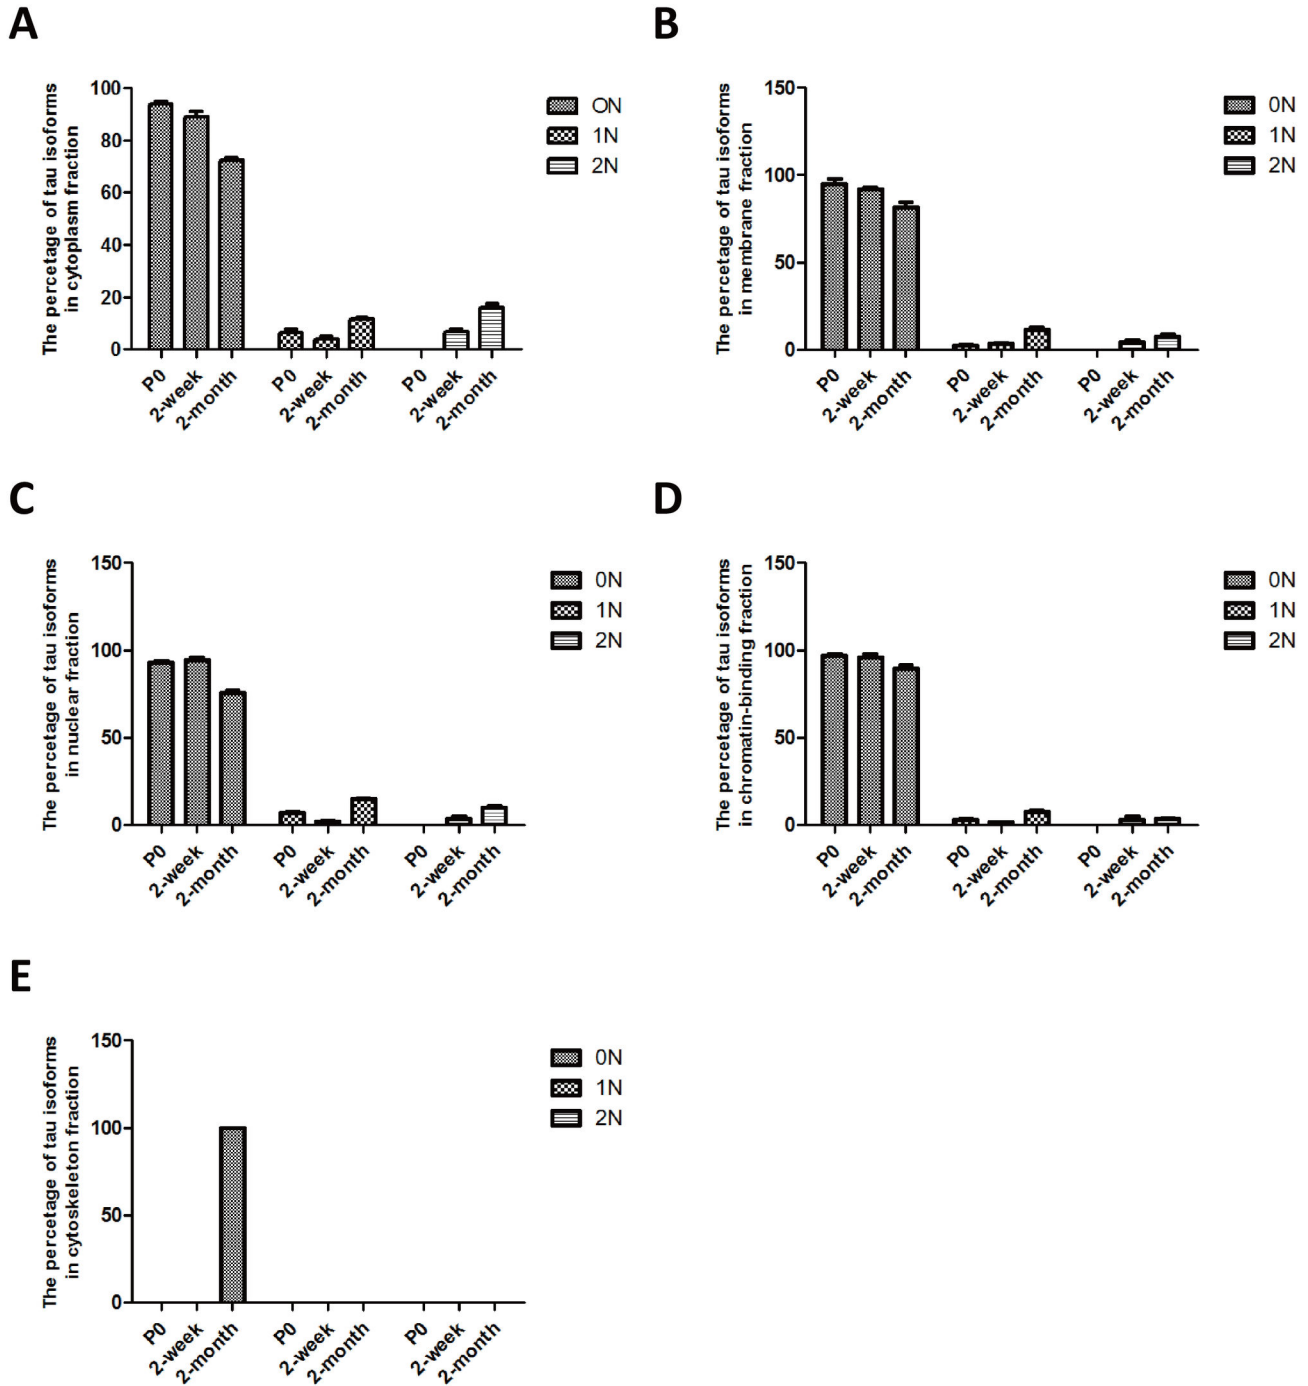 A
The percetage of tau isoforms
in cytoplasm fraction
100
80
60
40
20
0
P0
2-week
2-month
P0
2-week
2-month
P0
2-week
2-month
ON
1N
2N
B
The percetage of tau isoforms
in membrane fraction
150
100
50
0
P0
2-week
2-month
P0
2-week
2-month
P0
2-week
2-month
0N
1N
2N
C
The percetage of tau isoforms
in nuclear fraction
150
100
50
0
P0
2-week
2-month
P0
2-week
2-month
P0
2-week
2-month
0N
1N
2N
D
The percetage of tau isoforms
in chromatin-binding fraction
150
100
50
0
P0
2-week
2-month
P0
2-week
2-month
P0
2-week
2-month
0N
1N
2N
E
The percetage of tau isoforms
in cytoskeleton fraction
150
100
50
0
P0
2-week
2-month
P0
2-week
2-month
P0
2-week
2-month
0N
1N
2N